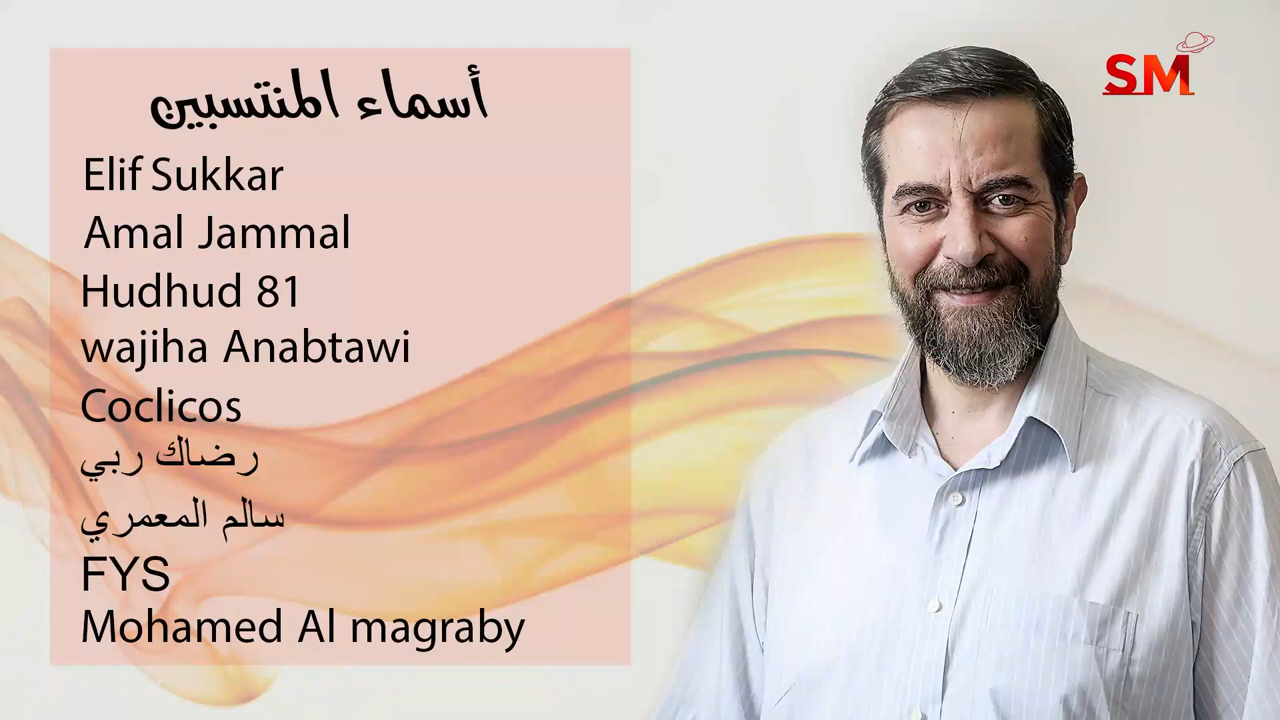 أسماء المنتسبين
Elif Sukkar
Amal Jammal
Hudhud 81
wajiha Anabtawi
Coclicos
رضاك ربي
سالم المعمري
FYS
Mohamed Al magraby
SM